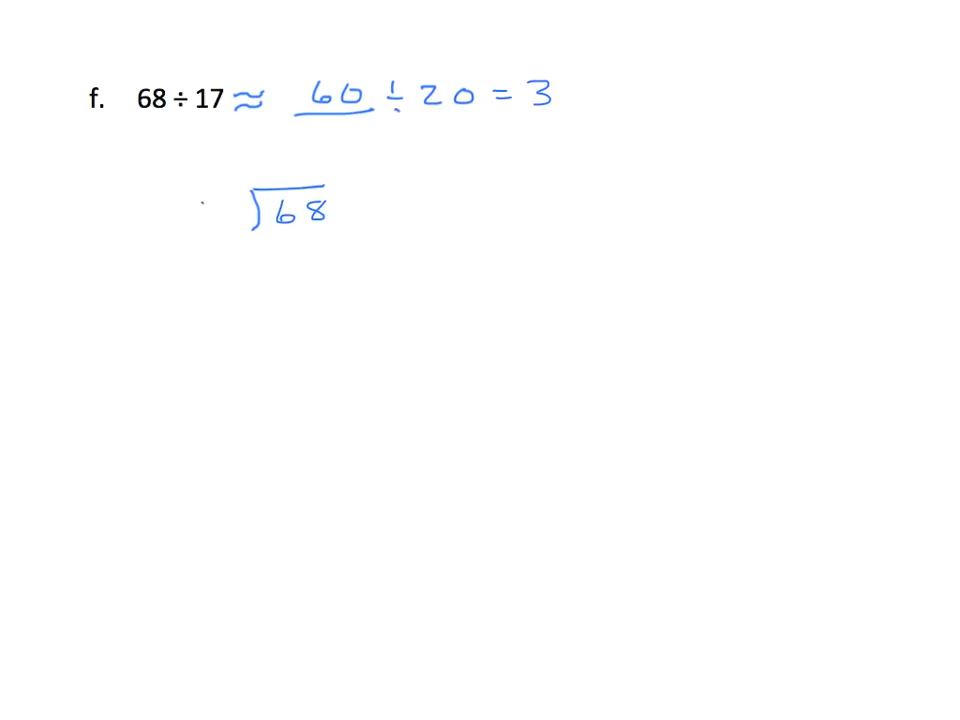 f. 68 ÷ 17 ≈ 60 ÷ 20 = 3
68